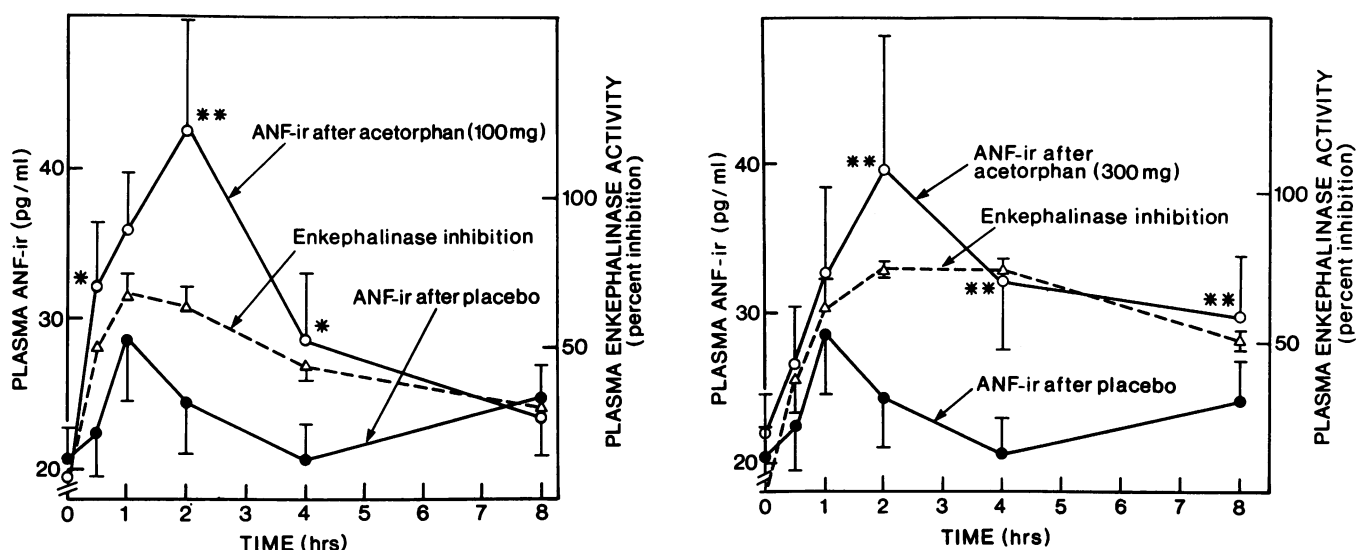 PLASMA ANF-ir (pg/ml)
40
30
20
**
ANF-ir after acetorphan (100 mg)
*
Enkephalinase inhibition
ANF-ir after placebo
*
100
50
PLASMA ENKEPHALINASE ACTIVITY
(percent inhibition)
0 1 2 3 4 5 6 7 8
TIME (hrs)
PLASMA ANF-ir (pg/ml)
40
30
20
**
ANF-ir after
acetorphan (300 mg)
Enkephalinase inhibition
**
**
ANF-ir after placebo
100
50
PLASMA ENKEPHALINASE ACTIVITY
(percent inhibition)
0 1 2 3 4 5 6 7 8
TIME (hrs)